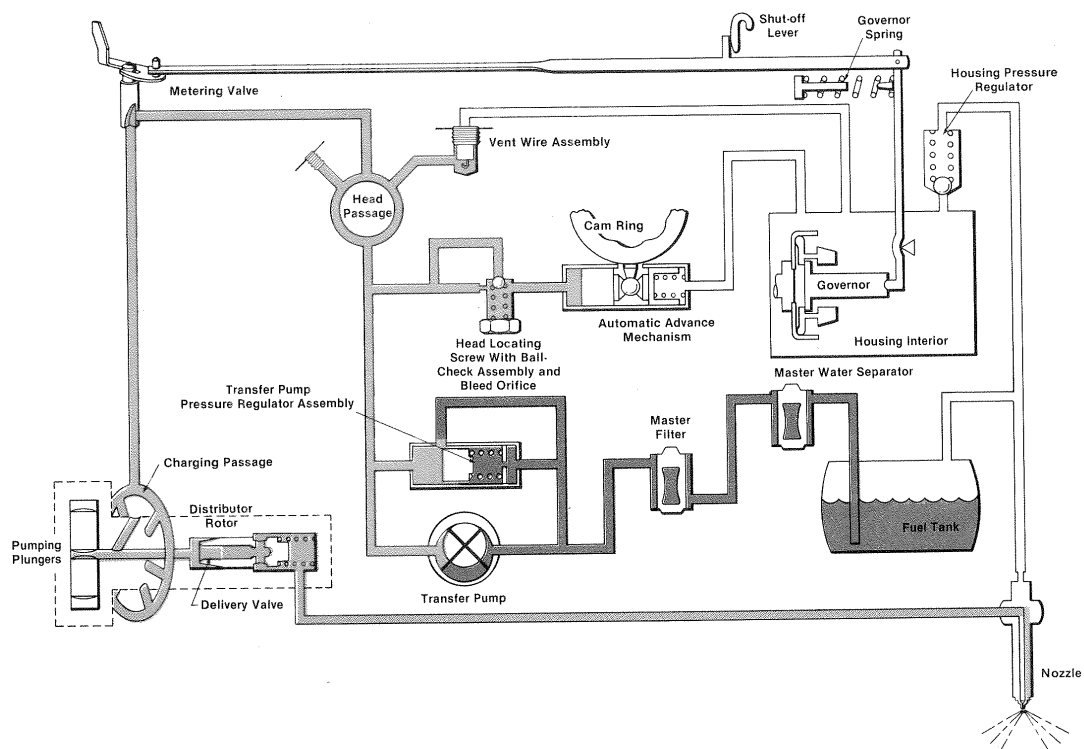 Shut-off
Lever
Governor
Spring
Housing Pressure
Regulator
Metering Valve
Vent Wire Assembly
Head
Passage
Cam Ring
Governor
Automatic Advance
Mechanism
Housing Interior
Head Locating
Screw With Ball-
Check Assembly and
Bleed Orifice
Master Water Separator
Transfer Pump
Pressure Regulator Assembly
Master
Filter
Charging Passage
Distributor
Rotor
Fuel Tank
Pumping
Plungers
Delivery Valve
Transfer Pump
Nozzle